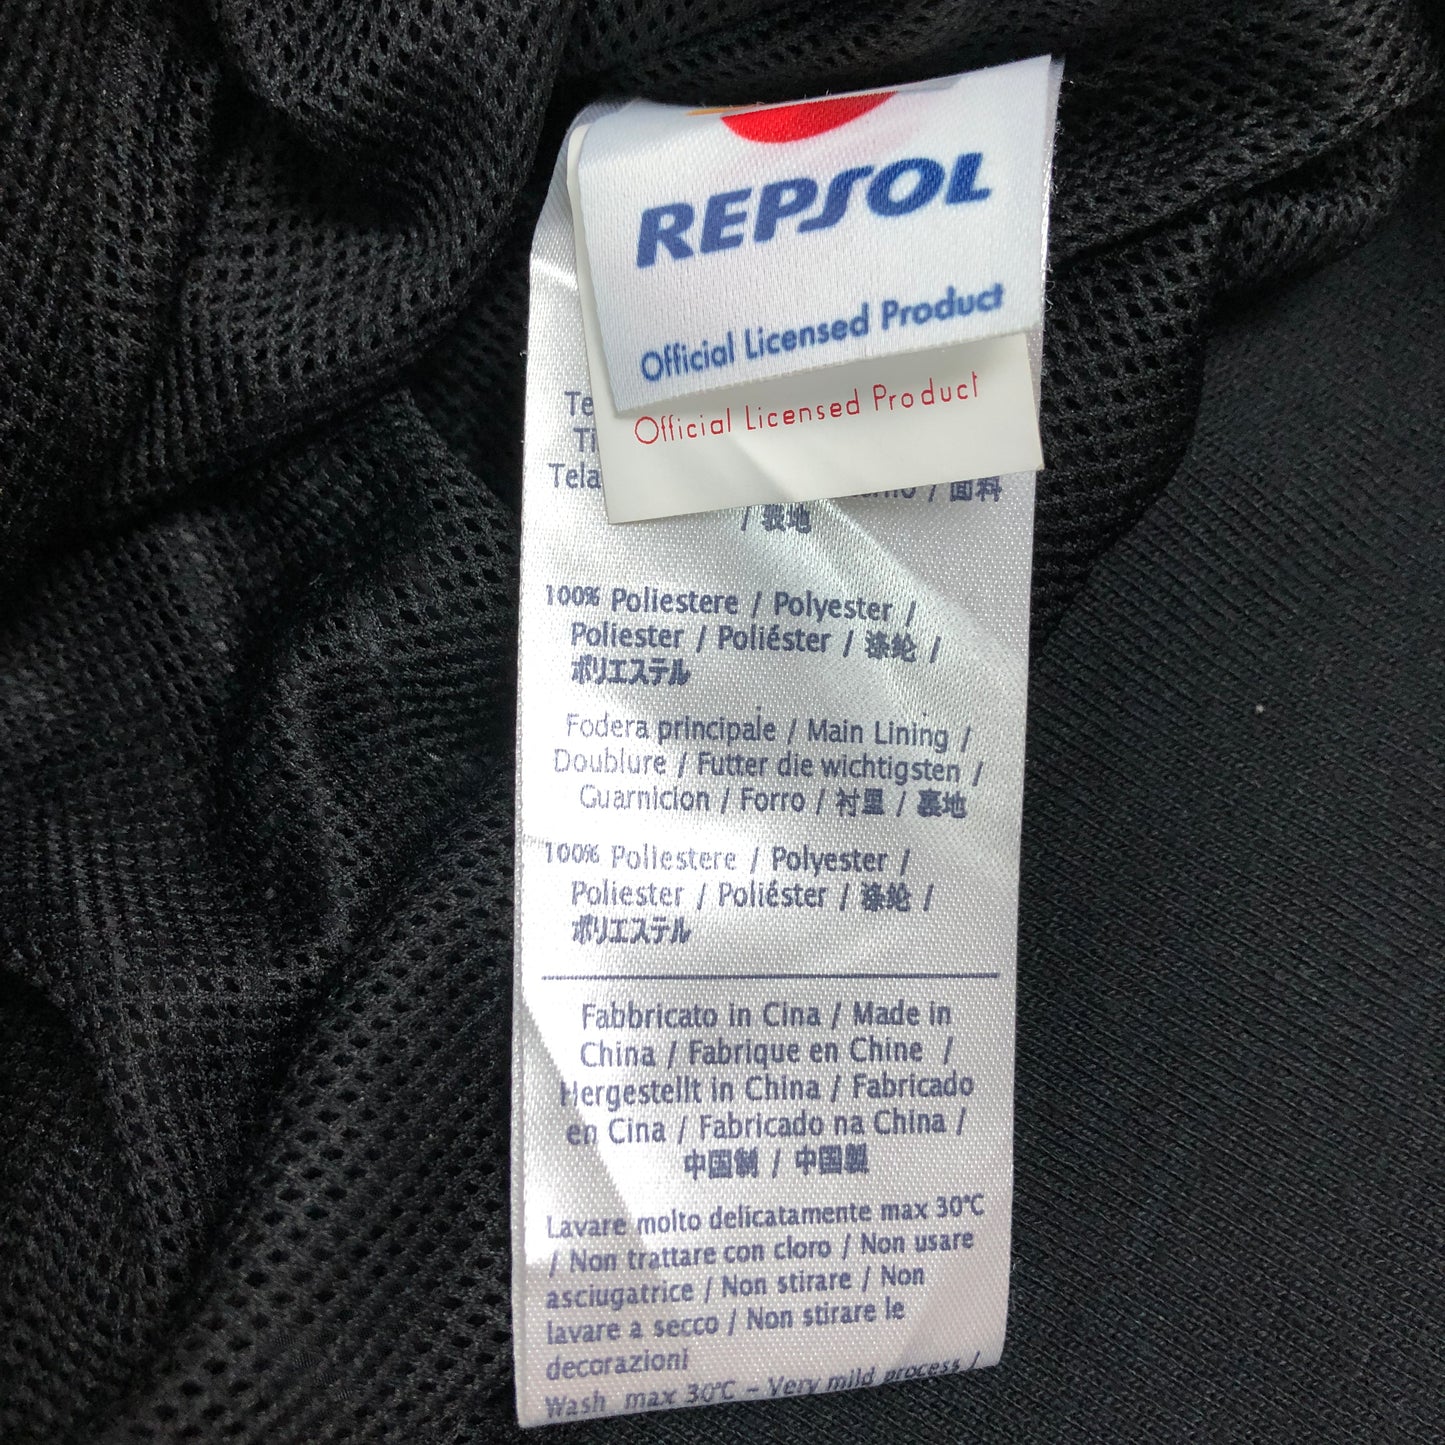 REPSOL
Official Licensed Product
Official Licensed Product
Tela / 面料
/ 表地
100% Poliestere / Polyester /
Poliester / Poliéster / 涤纶 /
ポリエステル
Fodera principale / Main Lining /
Doublure / Futter die wichtigsten /
Guarnicion / Forro / 衬里 / 裏地
100% Poliestere / Polyester /
Poliester / Poliéster / 涤纶 /
ポリエステル
Fabbricato in Cina / Made in
China / Fabrique en Chine /
Hergestellt in China / Fabricado
en Cina / Fabricado na China /
中国制 / 中国製
Lavare molto delicatamente max 30°C
/ Non trattare con cloro / Non usare
asciugatrice / Non stirare / Non
lavare a secco / Non stirare le
decorazioni
Wash max 30°C - Very mild process /